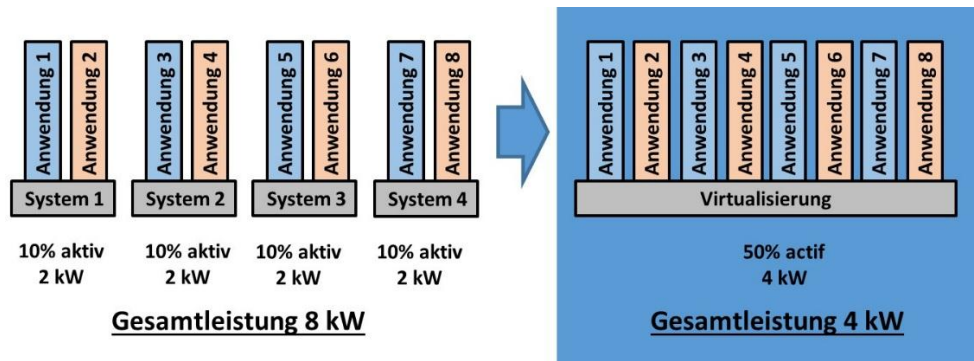 Anwendung 1
Anwendung 2
Anwendung 3
Anwendung 4
Anwendung 5
Anwendung 6
Anwendung 7
Anwendung 8
System 1
System 2
System 3
System 4
10% aktiv
2 kW
10% aktiv
2 kW
10% aktiv
2 kW
10% aktiv
2 kW
Gesamtleistung 8 kW
Anwendung 1
Anwendung 2
Anwendung 3
Anwendung 4
Anwendung 5
Anwendung 6
Anwendung 7
Anwendung 8
Virtualisierung
50% actif
4 kW
Gesamtleistung 4 kW